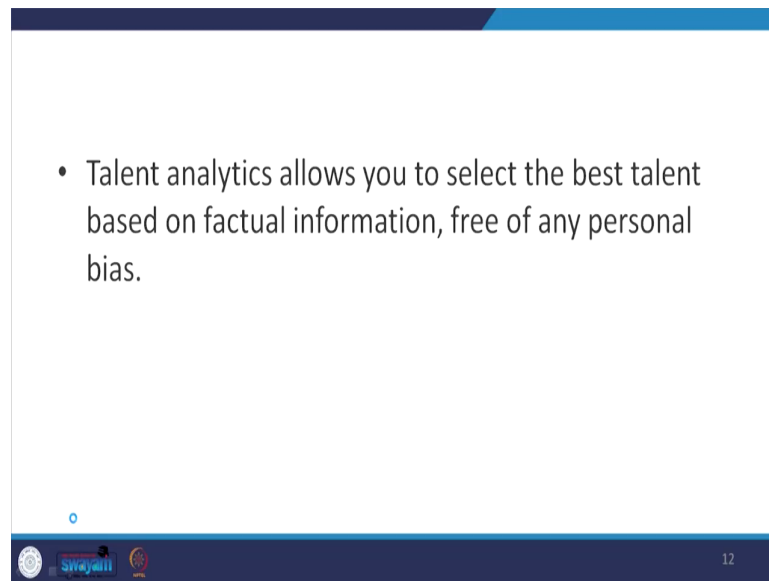 • Talent analytics allows you to select the best talent
based on factual information, free of any personal
bias.
swayam
12